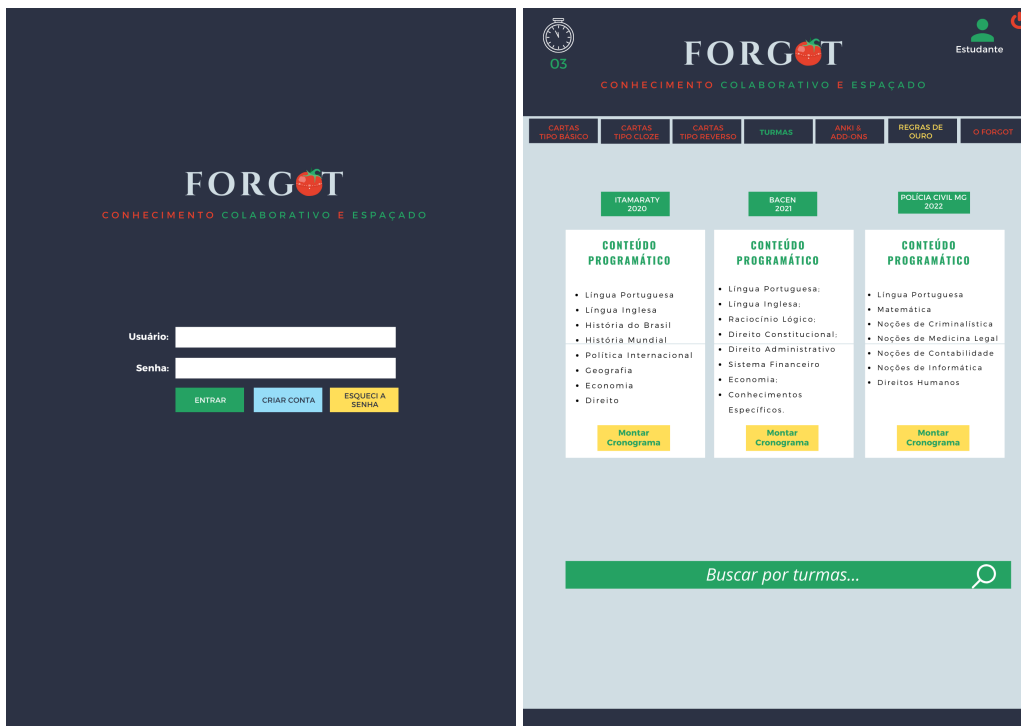 FORGOT
CONHECIMENTO COLABORATIVO E ESPAÇADO
Usuário:
Senha:
ENTRAR
CRIAR CONTA
ESQUECI A
SENHA
03
FORGOT
CONHECIMENTO COLABORATIVO E ESPAÇADO
Estudante
CARTAS
TIPO BÁSICO
CARTAS
TIPO CLOZE
CARTAS
TIPO REVERSO
TURMAS
ANKI &
ADD-ONS
REGRAS DE
OURO
O FORGOT
ITAMARATY
2020
CONTEÚDO
PROGRAMÁTICO
Língua Portuguesa
Língua Inglesa
História do Brasil
História Mundial
Política Internacional
Geografia
Economia
Direito
Montar
Cronograma
BACEN
2021
CONTEÚDO
PROGRAMÁTICO
Língua Portuguesa;
Língua Inglesa;
Raciocínio Lógico;
Direito Constitucional;
Direito Administrativo
Sistema Financeiro
Economia;
Conhecimentos
Específicos.
Montar
Cronograma
POLÍCIA CIVIL MG
2022
CONTEÚDO
PROGRAMÁTICO
Língua Portuguesa
Matemática
Noções de Criminalística
Noções de Medicina Legal
Noções de Contabilidade
Noções de Informática
Direitos Humanos
Montar
Cronograma
Buscar por turmas...